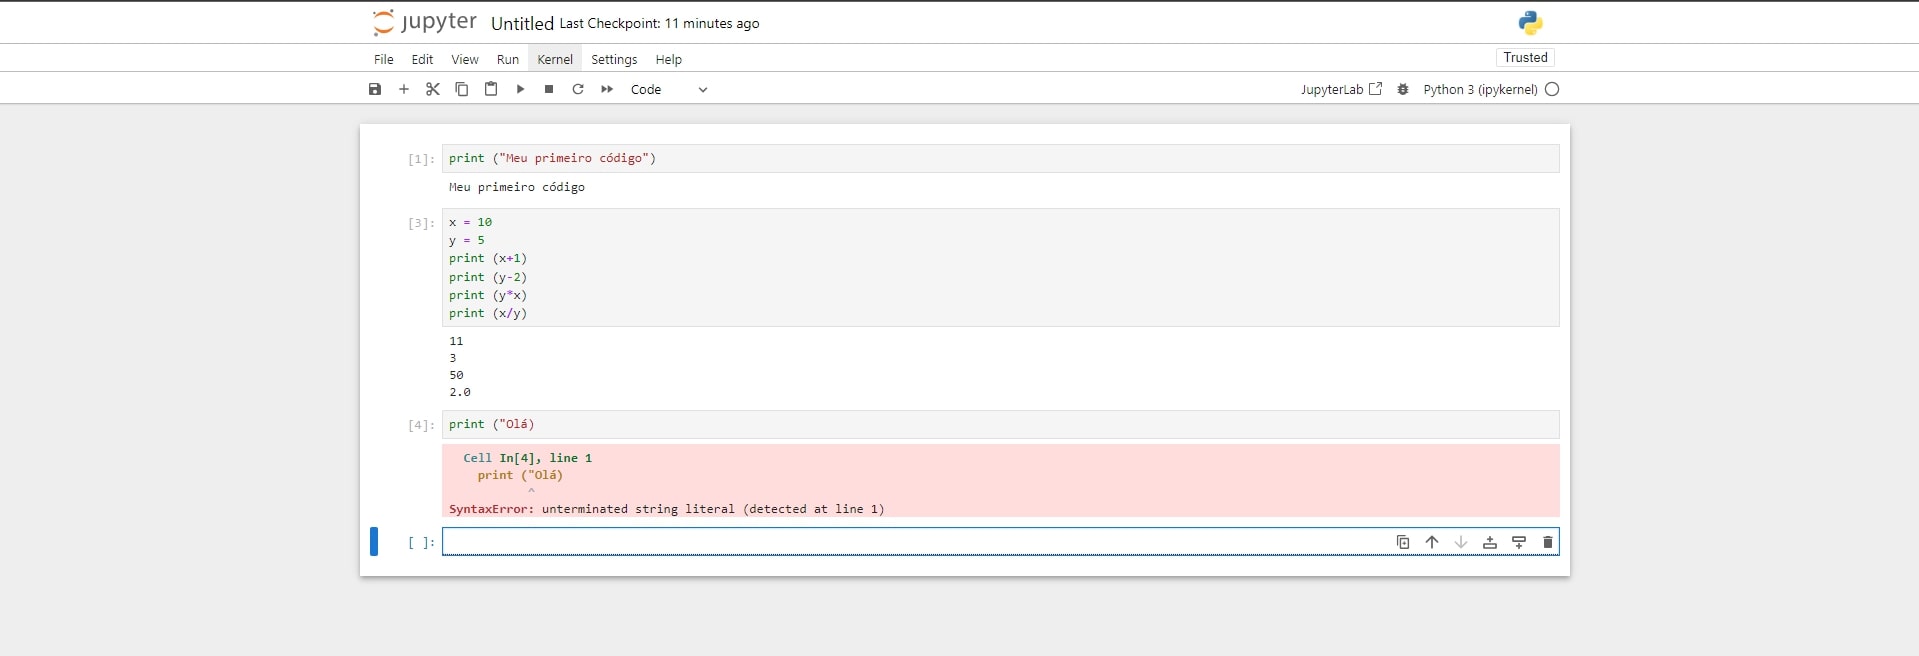 jupyter Untitled Last Checkpoint: 11 minutes ago
File Edit View Run Kernel Settings Help Trusted
Code JupyterLab Python 3 (ipykernel)
[1]: print ("Meu primeiro código")
Meu primeiro código
[3]: x = 10
y = 5
print (x+1)
print (y-2)
print (y*x)
print (x/y)
11
3
50
2.0
[4]: print ("Olá)
Cell In[4], line 1
print ("Olá)
^
SyntaxError: unterminated string literal (detected at line 1)
[ ]: